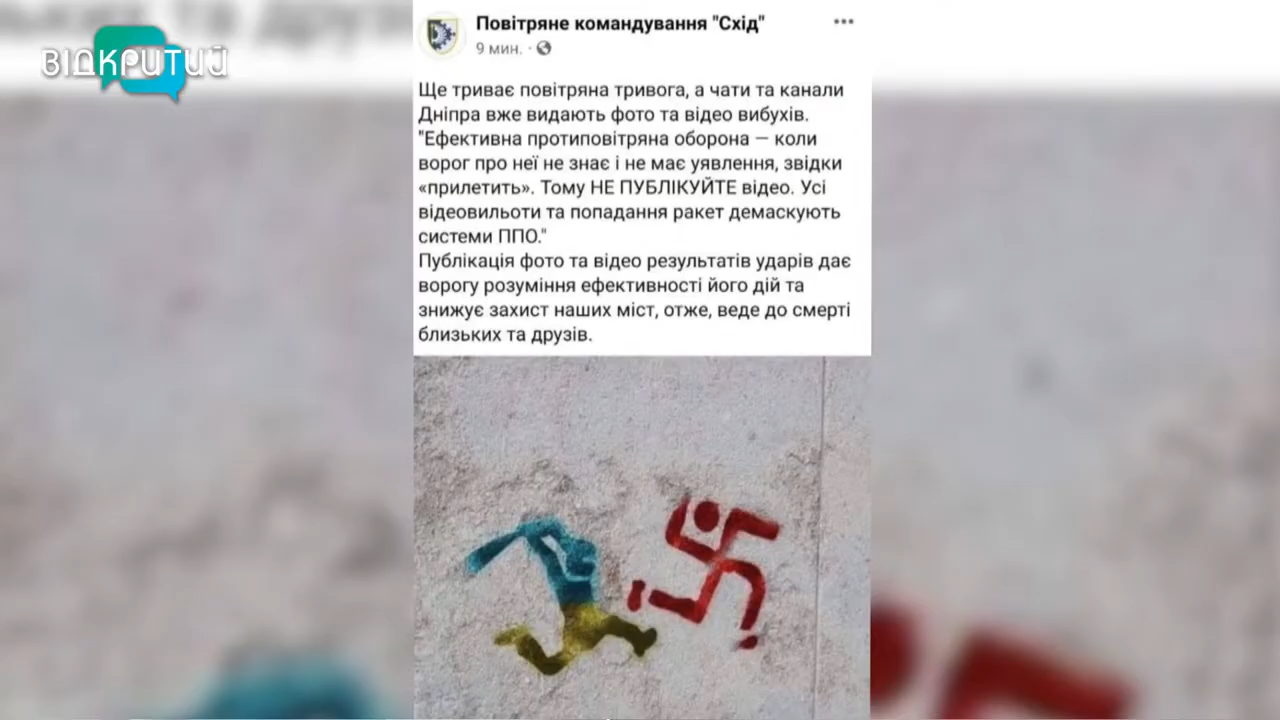 ВІДКРИТИЙ
Повітряне командування "Схід"
9 мин.
Ще триває повітряна тривога, а чати та канали
Дніпра вже видають фото та відео вибухів.
"Ефективна протиповітряна оборона — коли
ворог про неї не знає і не має уявлення, звідки
«прилетить». Тому НЕ ПУБЛІКУЙТЕ відео. Усі
відеовильоти та попадання ракет демаскують
системи ППО."
Публікація фото та відео результатів ударів дає
ворогу розуміння ефективності його дій та
знижує захист наших міст, отже, веде до смерті
близьких та друзів.